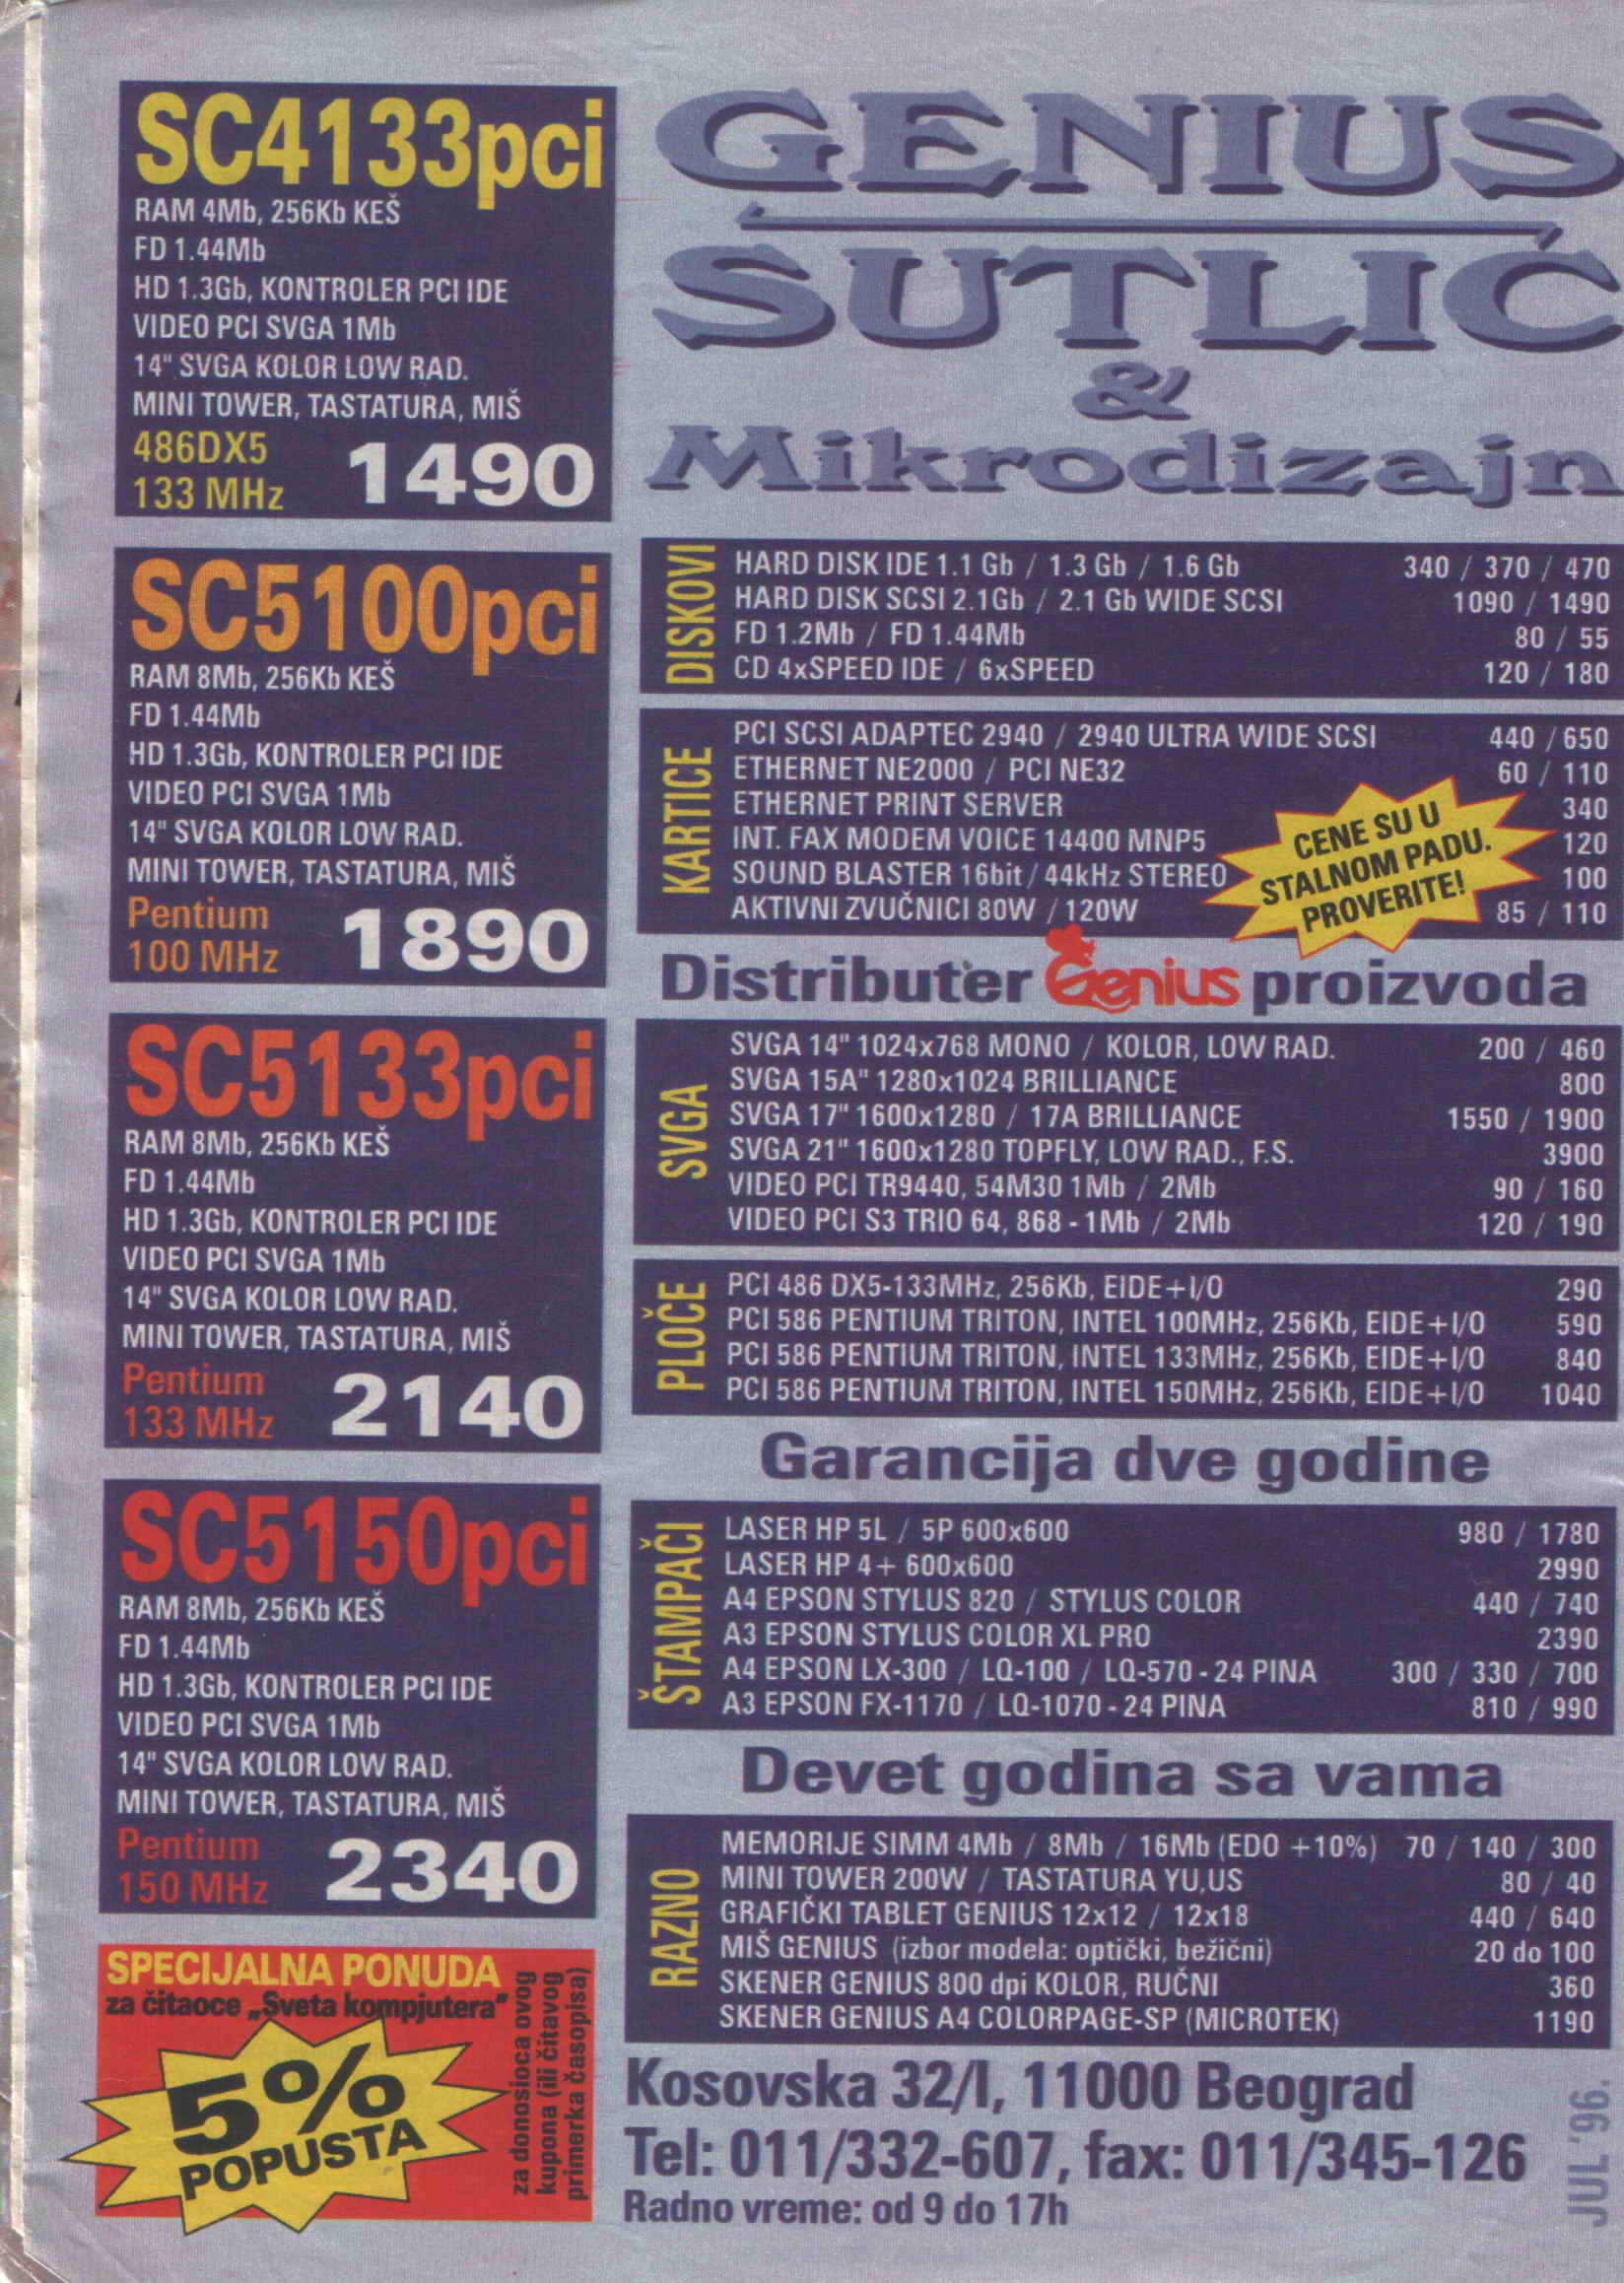 SC4133pci
RAM 4Mb, 256Kb KEŠ
FD 1.44Mb
HD 1.3Gb, KONTROLER PCI IDE
VIDEO PCI SVGA 1Mb
14" SVGA KOLOR LOW RAD.
MINI TOWER, TASTATURA, MIŠ
486DX5
133 MHz 1490
SC5100pci
RAM 8Mb, 256Kb KEŠ
FD 1.44Mb
HD 1.3Gb, KONTROLER PCI IDE
VIDEO PCI SVGA 1Mb
14" SVGA KOLOR LOW RAD.
MINI TOWER, TASTATURA, MIŠ
Pentium
100 MHz 1890
SC5133pci
RAM 8Mb, 256Kb KEŠ
FD 1.44Mb
HD 1.3Gb, KONTROLER PCI IDE
VIDEO PCI SVGA 1Mb
14" SVGA KOLOR LOW RAD.
MINI TOWER, TASTATURA, MIŠ
Pentium
133 MHz 2140
SC5150pci
RAM 8Mb, 256Kb KEŠ
FD 1.44Mb
HD 1.3Gb, KONTROLER PCI IDE
VIDEO PCI SVGA 1Mb
14" SVGA KOLOR LOW RAD.
MINI TOWER, TASTATURA, MIŠ
Pentium
150 MHz 2340
SPECIJALNA PONUDA
za čitaoce „Sveta kompjutera"
5%
POPUSTA
za donosioca ovog
kupona (ili čitavog
primerka časopisa)
GENIUS
SUTLIĆ
&
Mikrodizajn
DISKOVI
HARD DISK IDE 1.1 Gb / 1.3 Gb / 1.6 Gb 340 / 370 / 470
HARD DISK SCSI 2.1Gb / 2.1 Gb WIDE SCSI 1090 / 1490
FD 1.2Mb / FD 1.44Mb 80 / 55
CD 4xSPEED IDE / 6xSPEED 120 / 180
KARTICE
PCI SCSI ADAPTEC 2940 / 2940 ULTRA WIDE SCSI 440 / 650
ETHERNET NE2000 / PCI NE32 60 / 110
ETHERNET PRINT SERVER 340
INT. FAX MODEM VOICE 14400 MNP5 120
SOUND BLASTER 16bit / 44kHz STEREO 100
AKTIVNI ZVUČNICI 80W / 120W 85 / 110
CENE SU U
STALNOM PADU.
PROVERITE!
Distributer Genius proizvoda
SVGA
SVGA 14" 1024x768 MONO / KOLOR, LOW RAD. 200 / 460
SVGA 15A" 1280x1024 BRILLIANCE 800
SVGA 17" 1600x1280 / 17A BRILLIANCE 1550 / 1900
SVGA 21" 1600x1280 TOPFLY, LOW RAD., F.S. 3900
VIDEO PCI TR9440, 54M30 1Mb / 2Mb 90 / 160
VIDEO PCI S3 TRIO 64, 868 - 1Mb / 2Mb 120 / 190
PLOČE
PCI 486 DX5-133MHz, 256Kb, EIDE+I/O 290
PCI 586 PENTIUM TRITON, INTEL 100MHz, 256Kb, EIDE+I/O 590
PCI 586 PENTIUM TRITON, INTEL 133MHz, 256Kb, EIDE+I/O 840
PCI 586 PENTIUM TRITON, INTEL 150MHz, 256Kb, EIDE+I/O 1040
Garancija dve godine
ŠTAMPAČI
LASER HP 5L / 5P 600x600 980 / 1780
LASER HP 4+ 600x600 2990
A4 EPSON STYLUS 820 / STYLUS COLOR 440 / 740
A3 EPSON STYLUS COLOR XL PRO 2390
A4 EPSON LX-300 / LQ-100 / LQ-570 - 24 PINA 300 / 330 / 700
A3 EPSON FX-1170 / LQ-1070 - 24 PINA 810 / 990
Devet godina sa vama
RAZNO
MEMORIJE SIMM 4Mb / 8Mb / 16Mb (EDO +10%) 70 / 140 / 300
MINI TOWER 200W / TASTATURA YU,US 80 / 40
GRAFIČKI TABLET GENIUS 12x12 / 12x18 440 / 640
MIŠ GENIUS (izbor modela: optički, bežični) 20 do 100
SKENER GENIUS 800 dpi KOLOR, RUČNI 360
SKENER GENIUS A4 COLORPAGE-SP (MICROTEK) 1190
Kosovska 32/I, 11000 Beograd
Tel: 011/332-607, fax: 011/345-126
Radno vreme: od 9 do 17h
JUL '96.